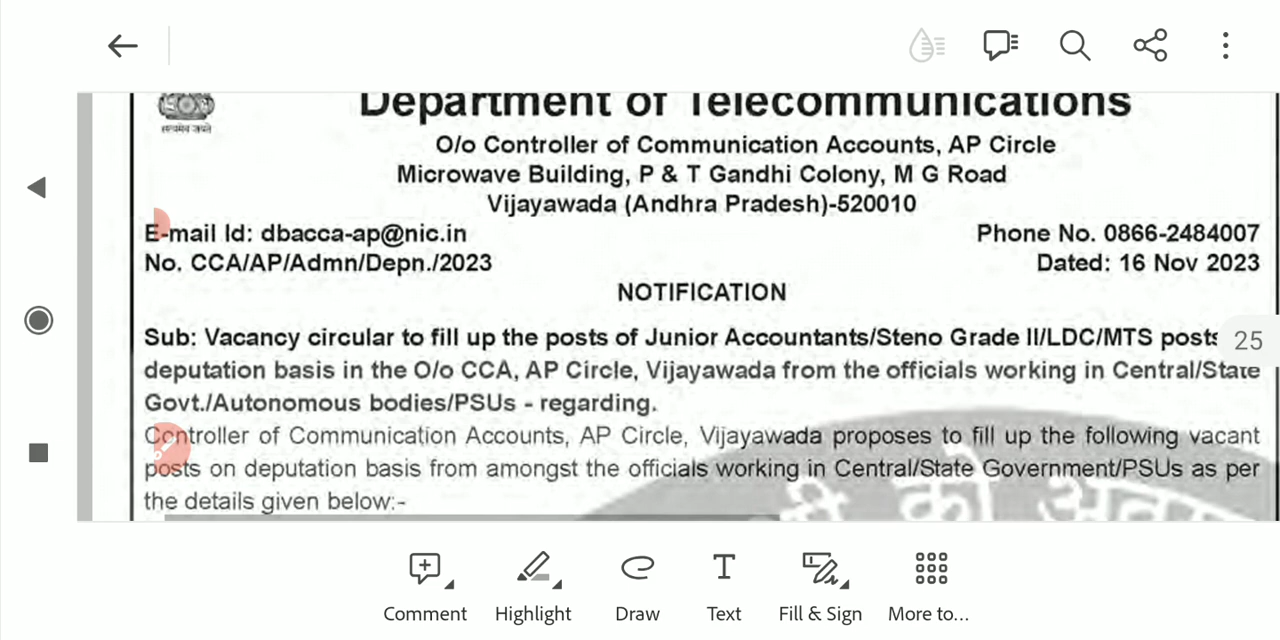 Department of Telecommunications
सत्यमेव जयते
O/o Controller of Communication Accounts, AP Circle
Microwave Building, P & T Gandhi Colony, M G Road
Vijayawada (Andhra Pradesh)-520010
E-mail Id: dbacca-ap@nic.in Phone No. 0866-2484007
No. CCA/AP/Admn/Depn./2023 Dated: 16 Nov 2023
NOTIFICATION
Sub: Vacancy circular to fill up the posts of Junior Accountants/Steno Grade II/LDC/MTS posts
25
deputation basis in the O/o CCA, AP Circle, Vijayawada from the officials working in Central/State
Govt./Autonomous bodies/PSUs - regarding.
Controller of Communication Accounts, AP Circle, Vijayawada proposes to fill up the following vacant
posts on deputation basis from amongst the officials working in Central/State Government/PSUs as per
the details given below:-
की
Comment Highlight Draw Text Fill & Sign More to...